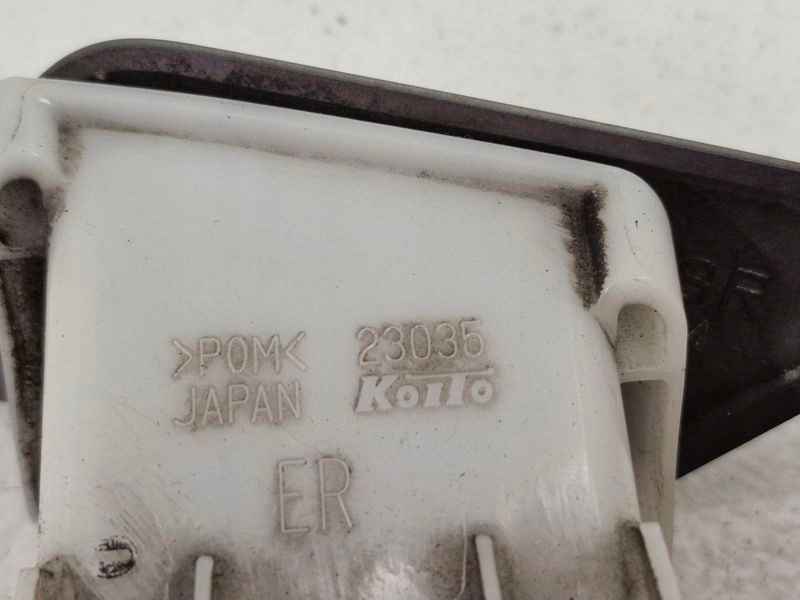 >POM< 23035
JAPAN Koito
ER